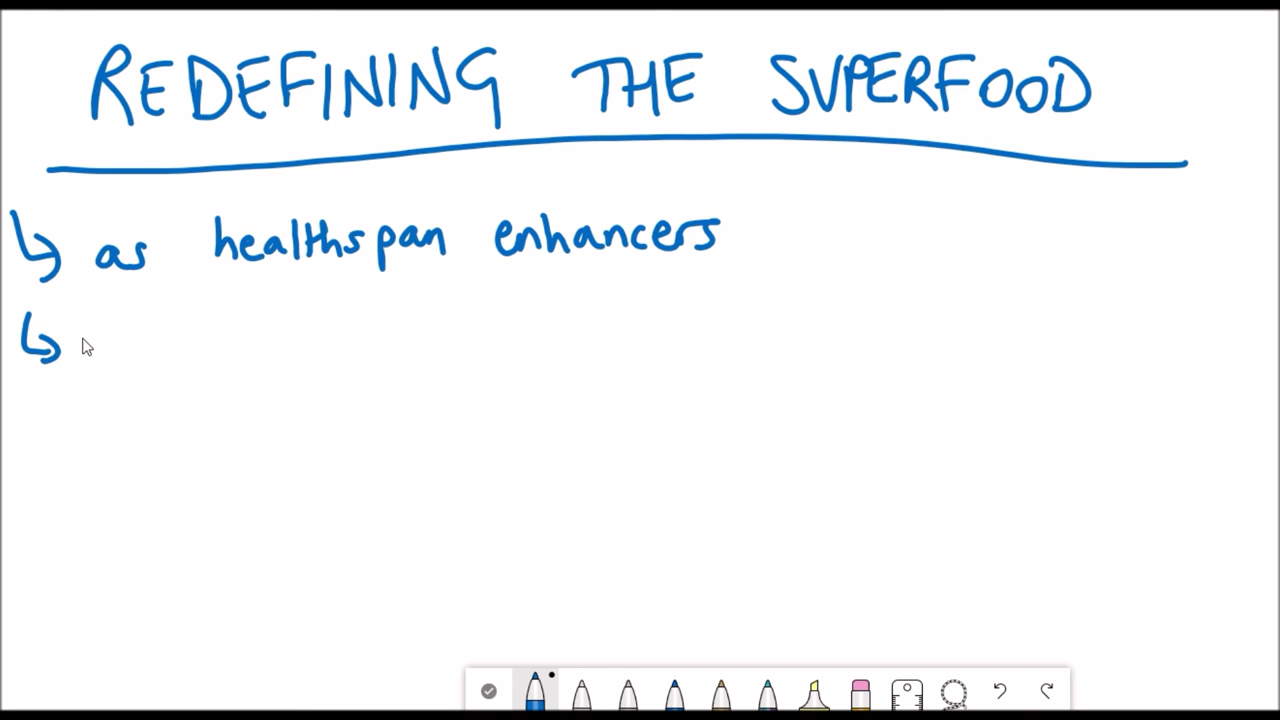 REDEFINING THE SUPERFOOD
↳ as healthspan enhancers
↳